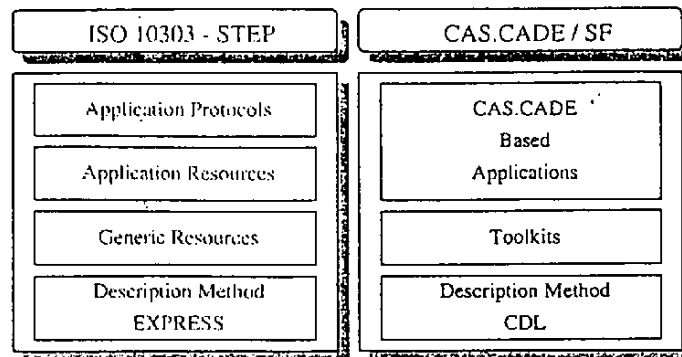 ISO 10303 - STEP
Application Protocols
Application Resources
Generic Resources
Description Method
EXPRESS
CAS.CADE / SF
CAS.CADE
Based
Applications
Toolkits
Description Method
CDL